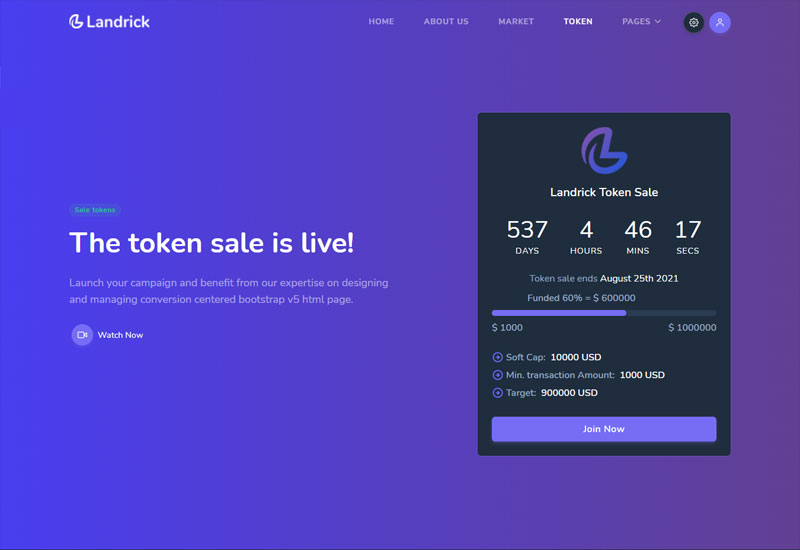 Landrick
HOME ABOUT US MARKET TOKEN PAGES
Sale tokens
The token sale is live!
Launch your campaign and benefit from our expertise on designing
and managing conversion centered bootstrap v5 html page.
Watch Now
Landrick Token Sale
537 4 46 17
DAYS HOURS MINS SECS
Token sale ends August 25th 2021
Funded 60% = $ 600000
$ 1000 $ 1000000
Soft Cap: 10000 USD
Min. transaction Amount: 1000 USD
Target: 900000 USD
Join Now